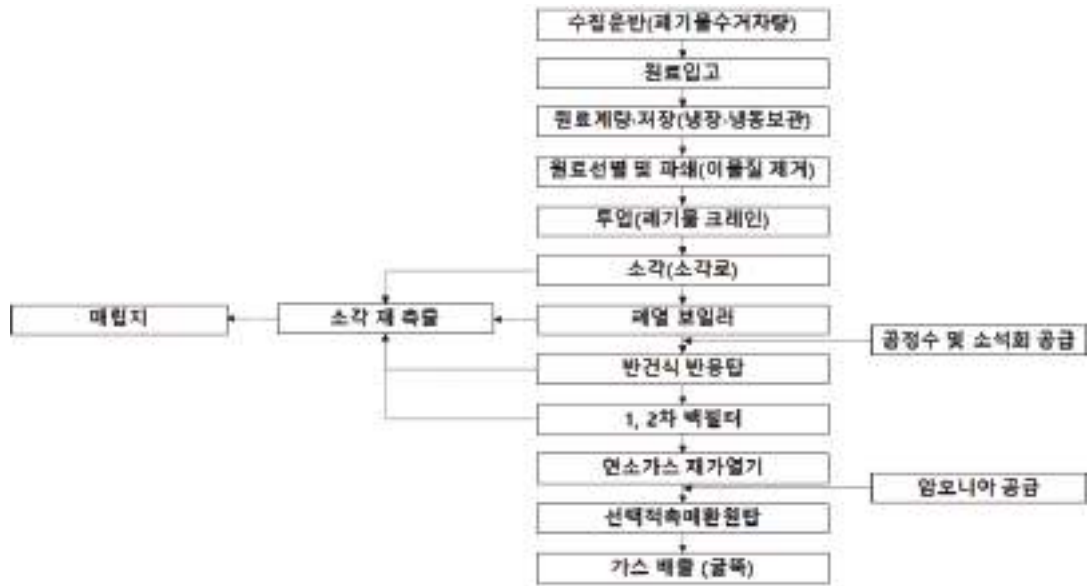 수집운반(폐기물수거차량)
원료입고
원료계량·저장(냉장·냉동보관)
원료선별 및 파쇄(이물질 제거)
투입(폐기물 크레인)
소각(소각로)
매립지
소각 재 측물
폐열 보일러
공정수 및 소석회 공급
반건식 반응탑
1, 2차 백필터
연소가스 재가열기
암모니아 공급
선택적촉매환원탑
가스 배출 (굴뚝)